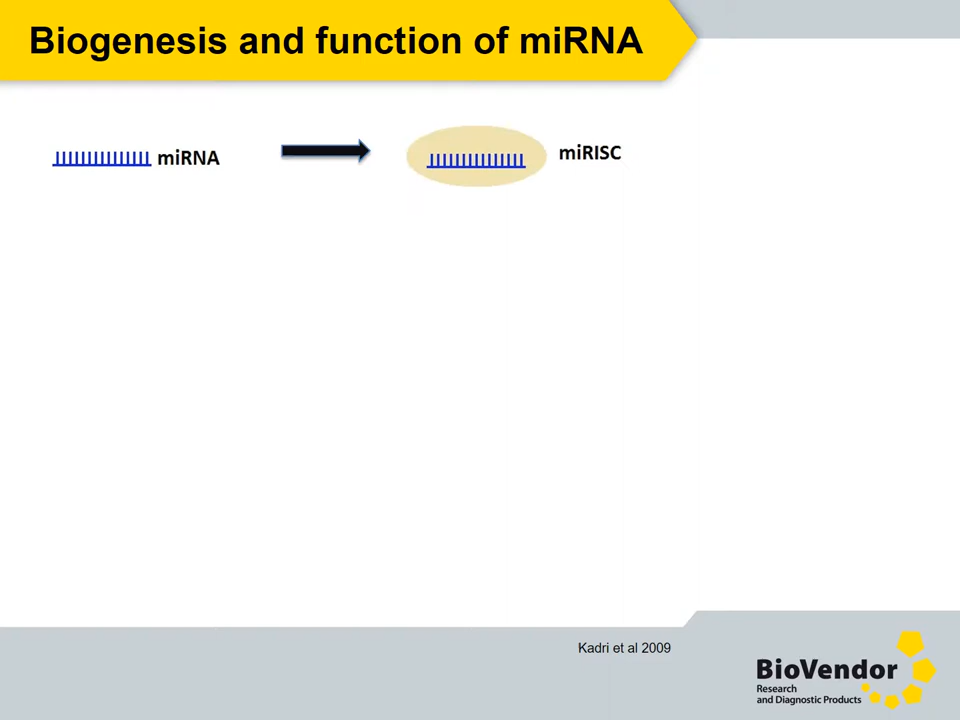 Biogenesis and function of miRNA
miRNA
miRISC
Kadri et al 2009
BioVendor
Research
and Diagnostic Products